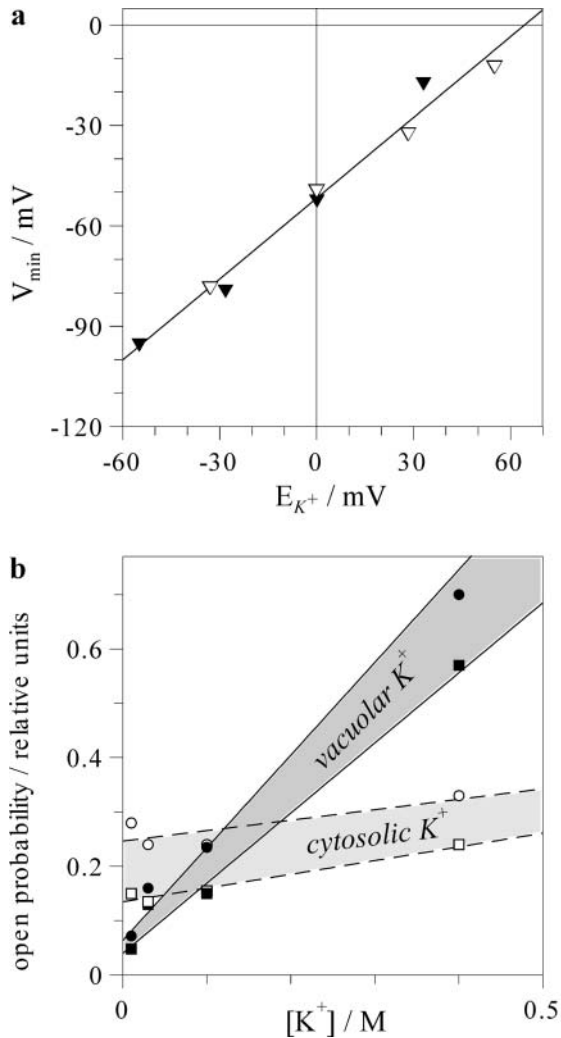 a
0
-30
-60
-90
-120
V_min / mV
-60 -30 0 30 60
E_K+ / mV
b
open probability / relative units
0.6
0.4
0.2
0
vacuolar K+
cytosolic K+
0 0.5
[K+] / M